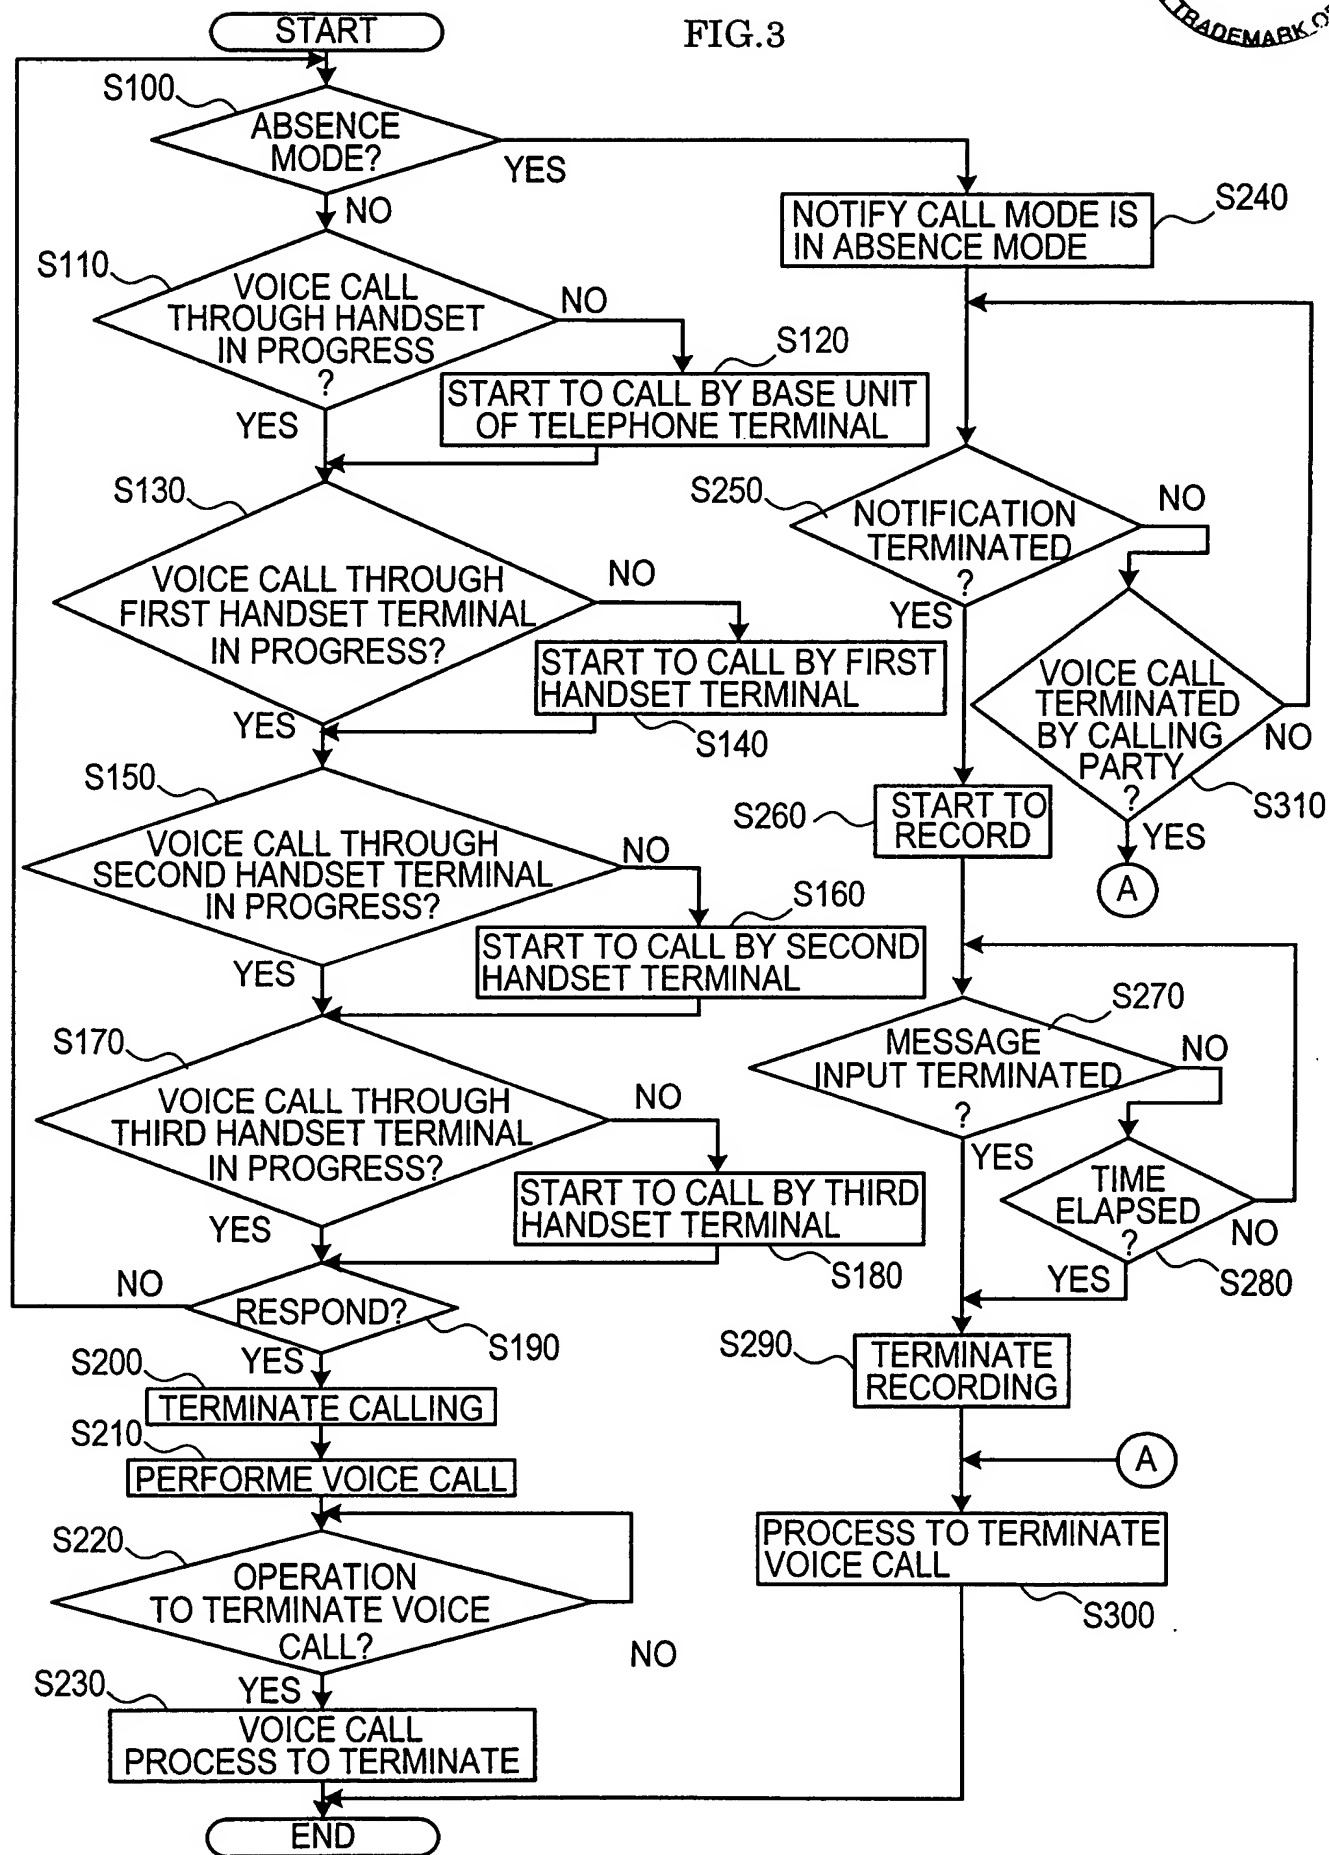 FIG.3
TRADEMARK
START
S100
ABSENCE
MODE?
YES
NO
S240
NOTIFY CALL MODE IS
IN ABSENCE MODE
S110
VOICE CALL
THROUGH HANDSET
IN PROGRESS
?
NO
YES
S120
START TO CALL BY BASE UNIT
OF TELEPHONE TERMINAL
S130
VOICE CALL THROUGH
FIRST HANDSET TERMINAL
IN PROGRESS?
NO
YES
START TO CALL BY FIRST
HANDSET TERMINAL
S140
S150
VOICE CALL THROUGH
SECOND HANDSET TERMINAL
IN PROGRESS?
NO
YES
S160
START TO CALL BY SECOND
HANDSET TERMINAL
S170
VOICE CALL THROUGH
THIRD HANDSET TERMINAL
IN PROGRESS?
NO
YES
START TO CALL BY THIRD
HANDSET TERMINAL
S180
NO
RESPOND?
S190
YES
S200
TERMINATE CALLING
S210
PERFORME VOICE CALL
S220
OPERATION
TO TERMINATE VOICE
CALL?
NO
YES
S230
VOICE CALL
PROCESS TO TERMINATE
END
S250
NOTIFICATION
TERMINATED
?
NO
YES
VOICE CALL
TERMINATED
BY CALLING
PARTY
?
NO
S310
YES
A
S260
START TO
RECORD
S270
MESSAGE
INPUT TERMINATED
?
NO
YES
TIME
ELAPSED
?
NO
S280
YES
S290
TERMINATE
RECORDING
A
PROCESS TO TERMINATE
VOICE CALL
S300